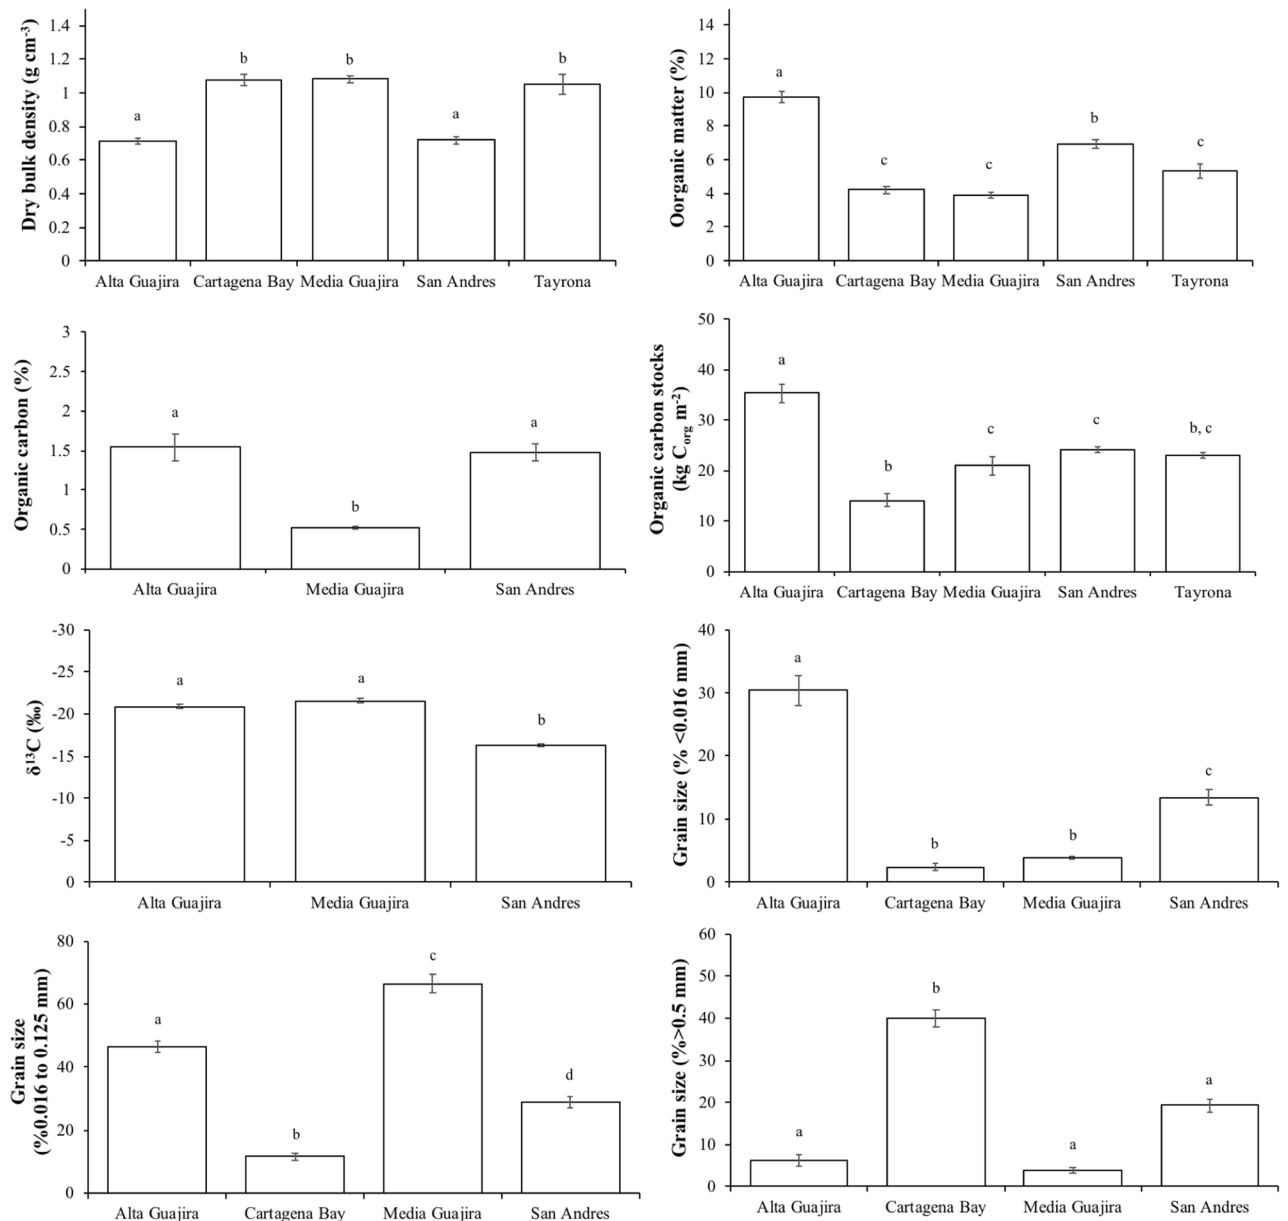 Dry bulk density (g cm⁻³)
1.4
1.2
1
0.8
0.6
0.4
0.2
0
a
b
b
a
b
Alta Guajira
Cartagena Bay
Media Guajira
San Andres
Tayrona
Oorganic matter (%)
14
12
10
8
6
4
2
0
a
c
c
b
c
Alta Guajira
Cartagena Bay
Media Guajira
San Andres
Tayrona
Organic carbon (%)
3
2.5
2
1.5
1
0.5
0
a
b
a
Alta Guajira
Media Guajira
San Andres
Organic carbon stocks
(kg Corg m⁻²)
50
40
30
20
10
0
a
b
c
c
b, c
Alta Guajira
Cartagena Bay
Media Guajira
San Andres
Tayrona
δ¹³C (‰)
-30
-25
-20
-15
-10
-5
0
a
a
b
Alta Guajira
Media Guajira
San Andres
Grain size (% <0.016 mm)
40
30
20
10
0
a
b
b
c
Alta Guajira
Cartagena Bay
Media Guajira
San Andres
Grain size
(%0.016 to 0.125 mm)
80
60
40
20
0
a
b
c
d
Alta Guajira
Cartagena Bay
Media Guajira
San Andres
Grain size (%>0.5 mm)
60
50
40
30
20
10
0
a
b
a
a
Alta Guajira
Cartagena Bay
Media Guajira
San Andres